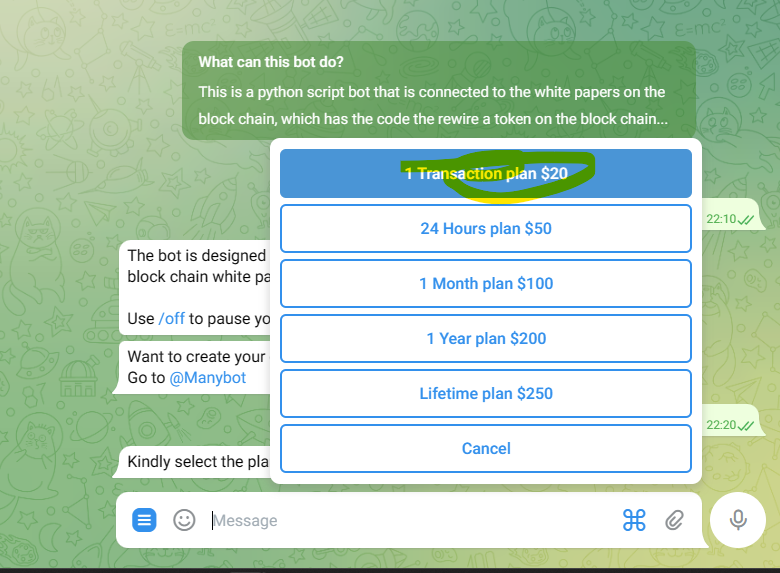 What can this bot do?
This is a python script bot that is connected to the white papers on the
block chain, which has the code the rewire a token on the block chain...
1 Transaction plan $20
22:10
24 Hours plan $50
The bot is designed
block chain white pa
1 Month plan $100
Use /off to pause yo
1 Year plan $200
Want to create your
Go to @Manybot
Lifetime plan $250
22:20
Cancel
Kindly select the pla
Message